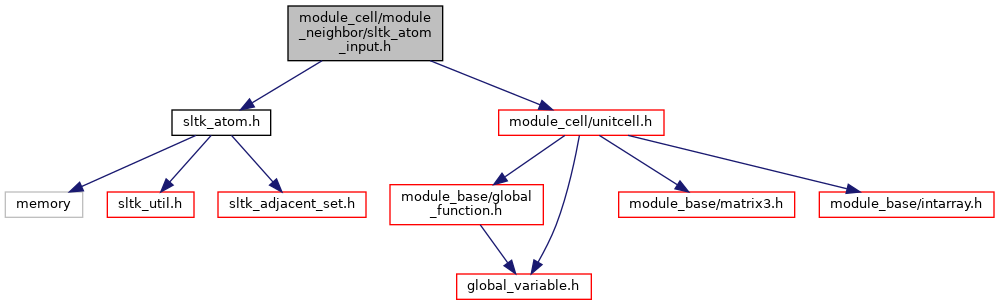 module_cell/module
_neighbor/sltk_atom
_input.h
sltk_atom.h
module_cell/unitcell.h
memory
sltk_util.h
sltk_adjacent_set.h
module_base/global
_function.h
module_base/matrix3.h
module_base/intarray.h
global_variable.h